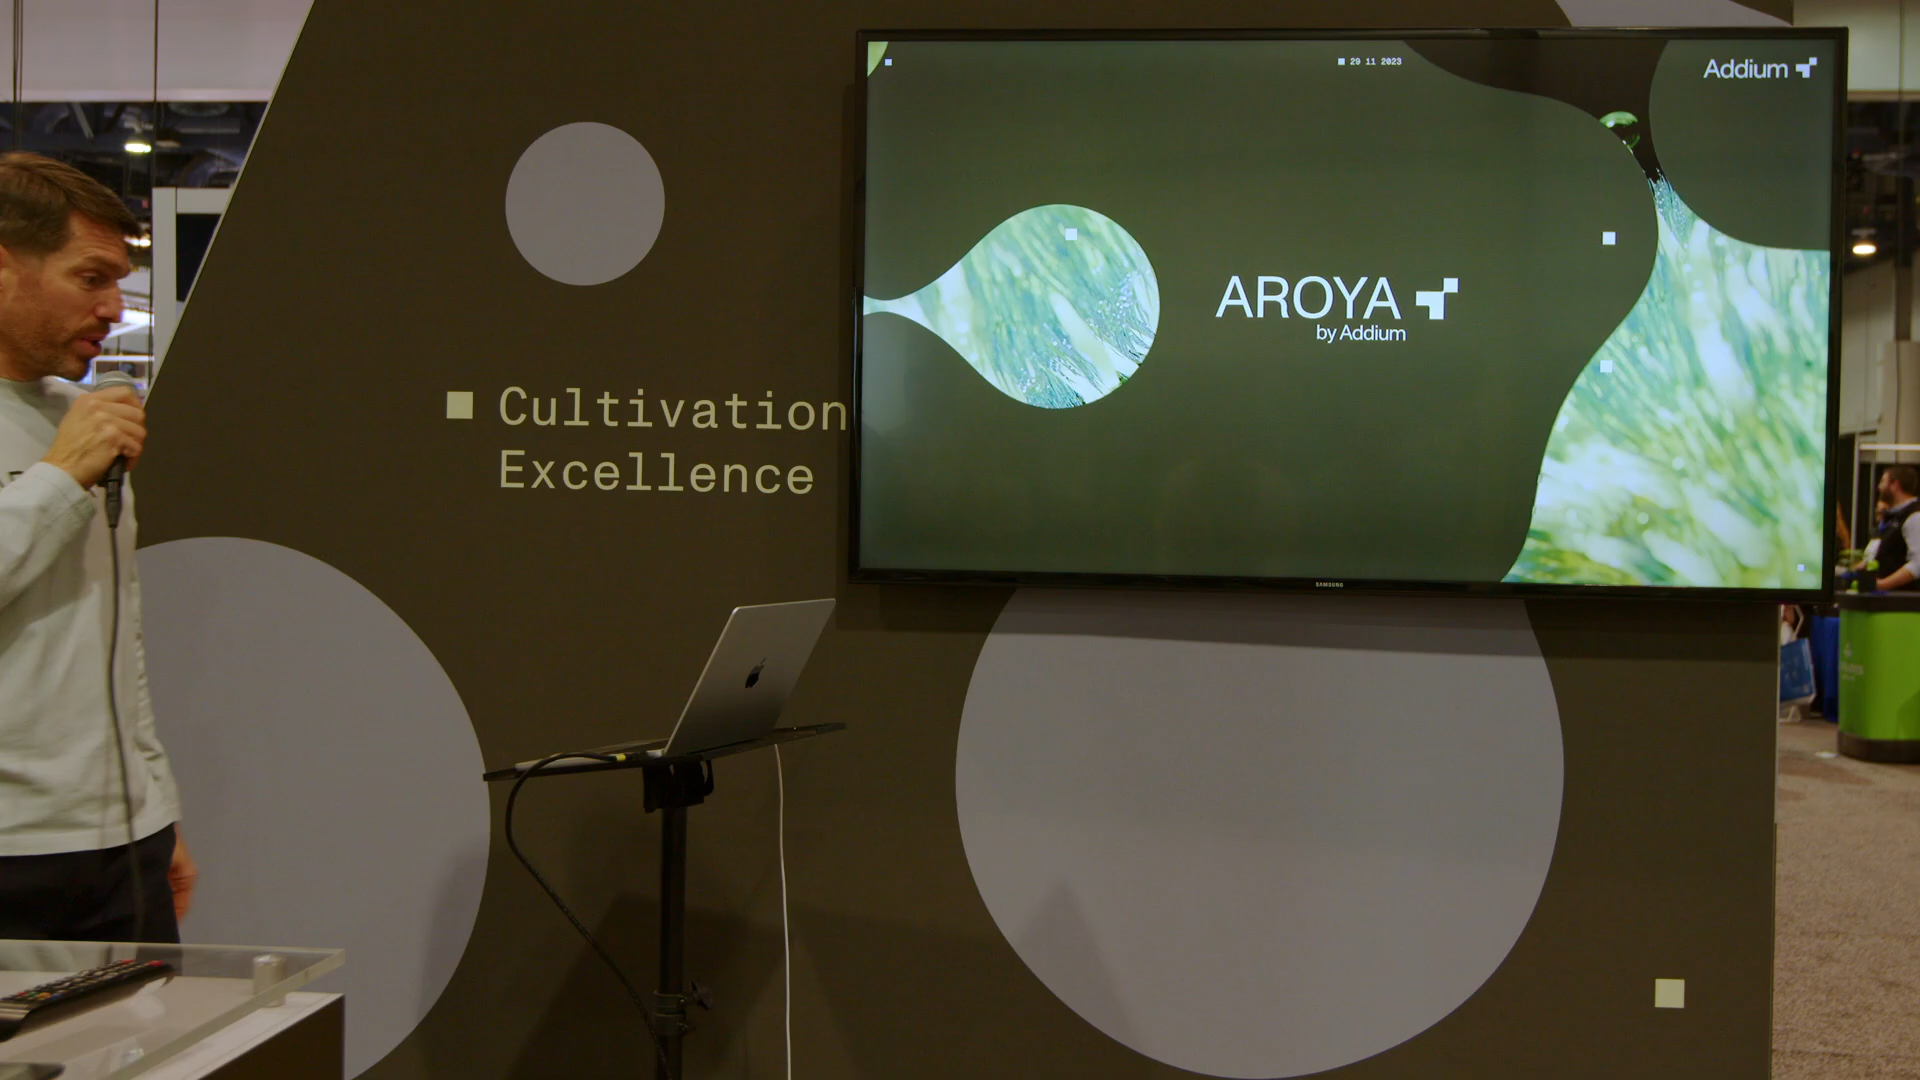 29 11 2023
Addium
AROYA
by Addium
Cultivation
Excellence
SAMSUNG